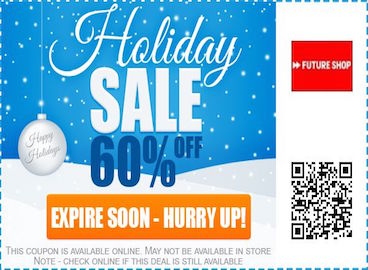 Holiday
SALE
60% OFF
Happy
Holidays
EXPIRE SOON - HURRY UP!
FUTURE SHOP
THIS COUPON IS AVAILABLE ONLINE. MAY NOT BE AVAILABLE IN STORE
NOTE - CHECK ONLINE IF THIS DEAL IS STILL AVAILABLE